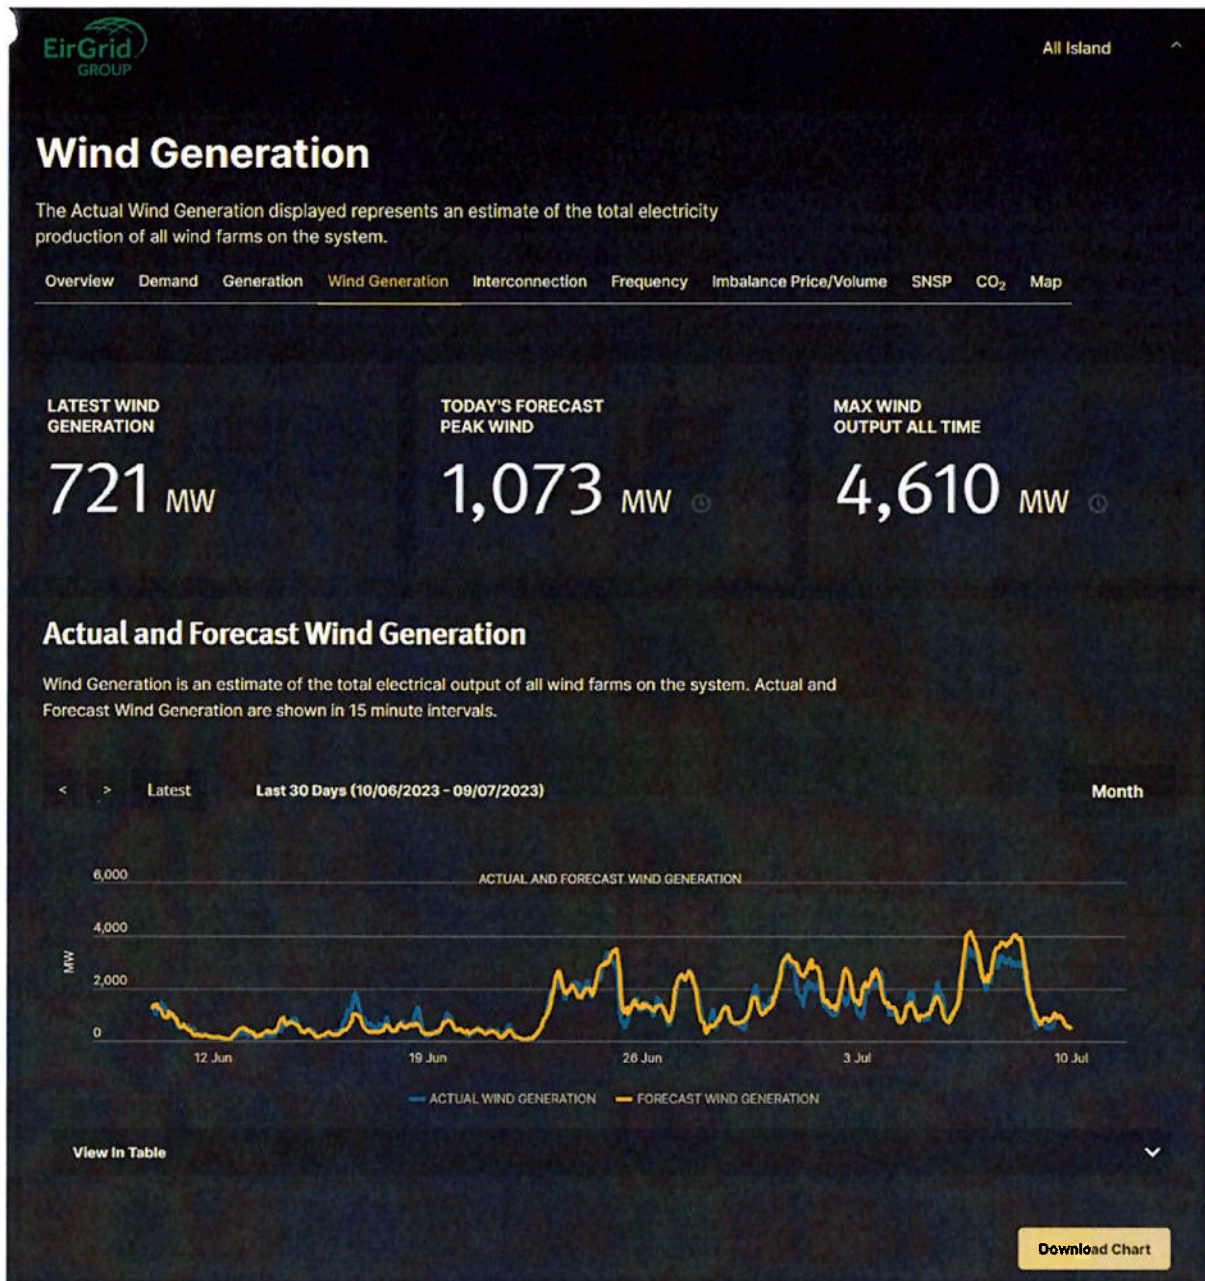 EirGrid
GROUP
All Island
Wind Generation
The Actual Wind Generation displayed represents an estimate of the total electricity
production of all wind farms on the system.
Overview Demand Generation Wind Generation Interconnection Frequency Imbalance Price/Volume SNSP CO₂ Map
LATEST WIND
GENERATION
721 MW
TODAY'S FORECAST
PEAK WIND
1,073 MW
MAX WIND
OUTPUT ALL TIME
4,610 MW
Actual and Forecast Wind Generation
Wind Generation is an estimate of the total electrical output of all wind farms on the system. Actual and
Forecast Wind Generation are shown in 15 minute intervals.
< > Latest Last 30 Days (10/06/2023 - 09/07/2023) Month
ACTUAL AND FORECAST WIND GENERATION
6,000
4,000
2,000
0
MW
12 Jun 19 Jun 26 Jun 3 Jul 10 Jul
ACTUAL WIND GENERATION FORECAST WIND GENERATION
View In Table
Download Chart